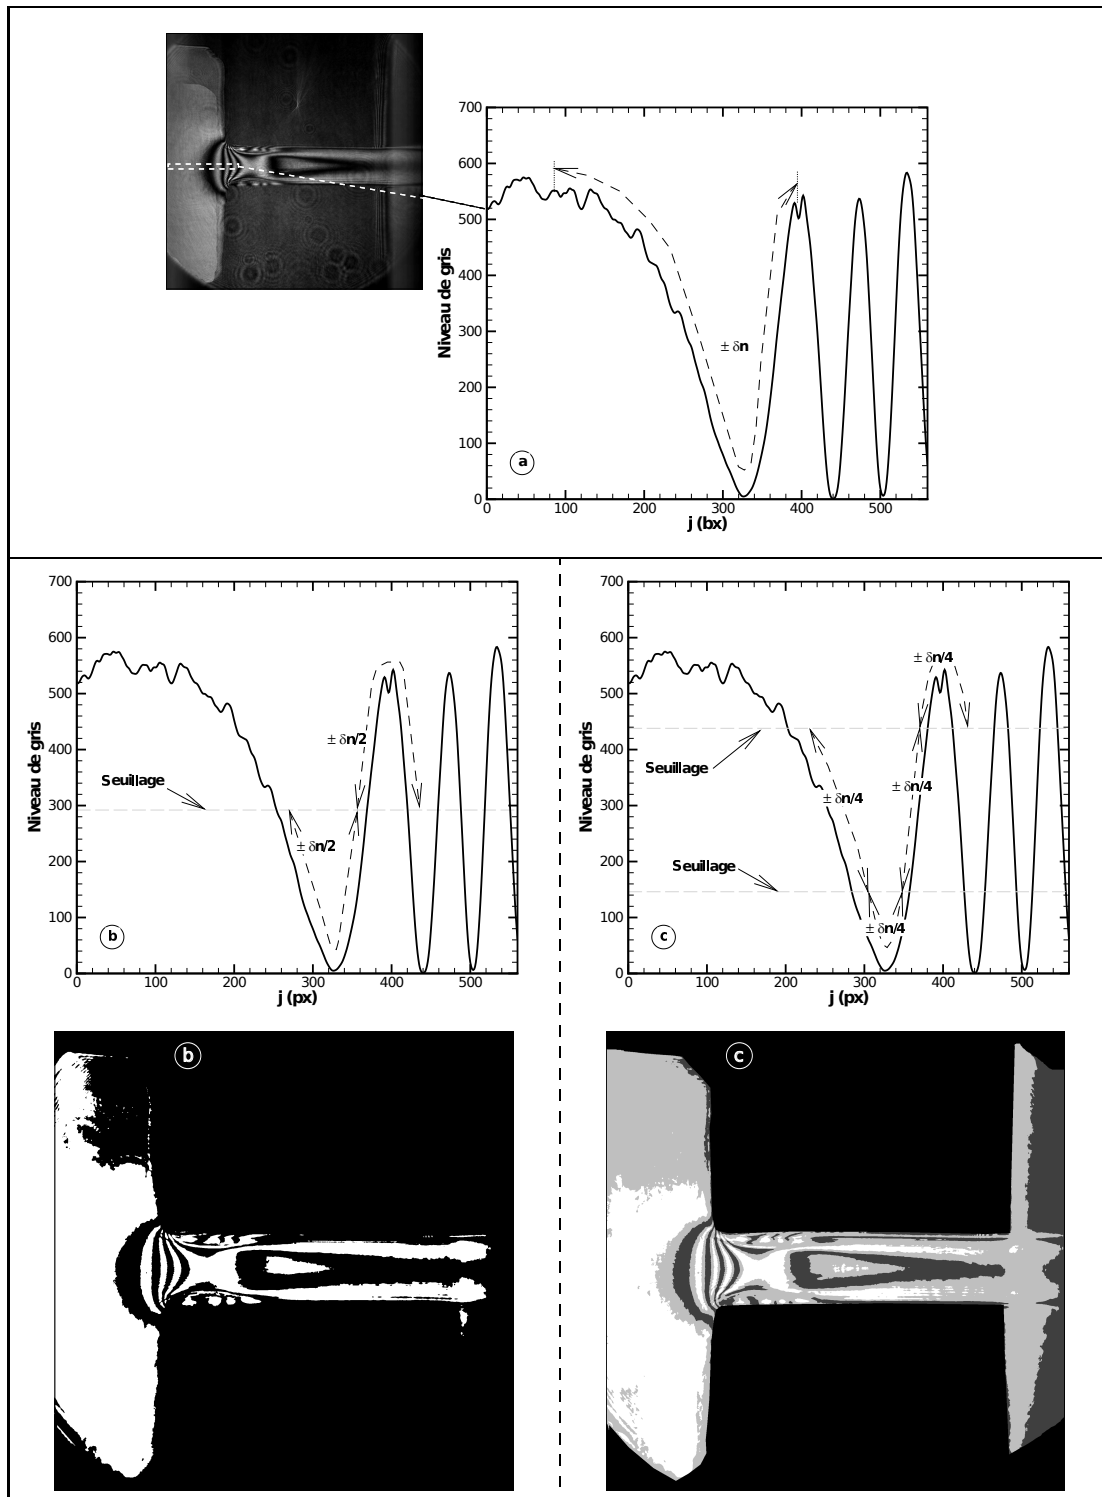 700
600
500
400
300
200
100
0
Niveau de gris
± δn
a
0 100 200 300 400 500
j (bx)
700
600
500
400
300
200
100
0
Niveau de gris
Seuillage
± δn/2
± δn/2
b
0 100 200 300 400 500
j (px)
700
600
500
400
300
200
100
0
Niveau de gris
± δn/4
Seuillage
± δn/4
± δn/4
Seuillage
± δn/4
c
0 100 200 300 400 500
j (px)
b
c